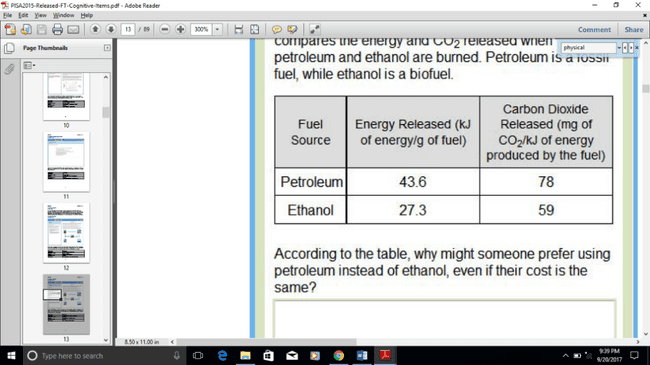 PISA2015-Released-FT-Cognitive-Items.pdf - Adobe Reader
File Edit View Window Help
13 / 89 300% Comment Share
Page Thumbnails
physical
10
11
12
13
compares the energy and CO2 released when
petroleum and ethanol are burned. Petroleum is a fossil
fuel, while ethanol is a biofuel.
Fuel Source
Energy Released (kJ of energy/g of fuel)
Carbon Dioxide Released (mg of CO2/kJ of energy produced by the fuel)
Petroleum 43.6 78
Ethanol 27.3 59
According to the table, why might someone prefer using
petroleum instead of ethanol, even if their cost is the
same?
8.50 x 11.00 in
Type here to search
9:39 PM
9/20/2017